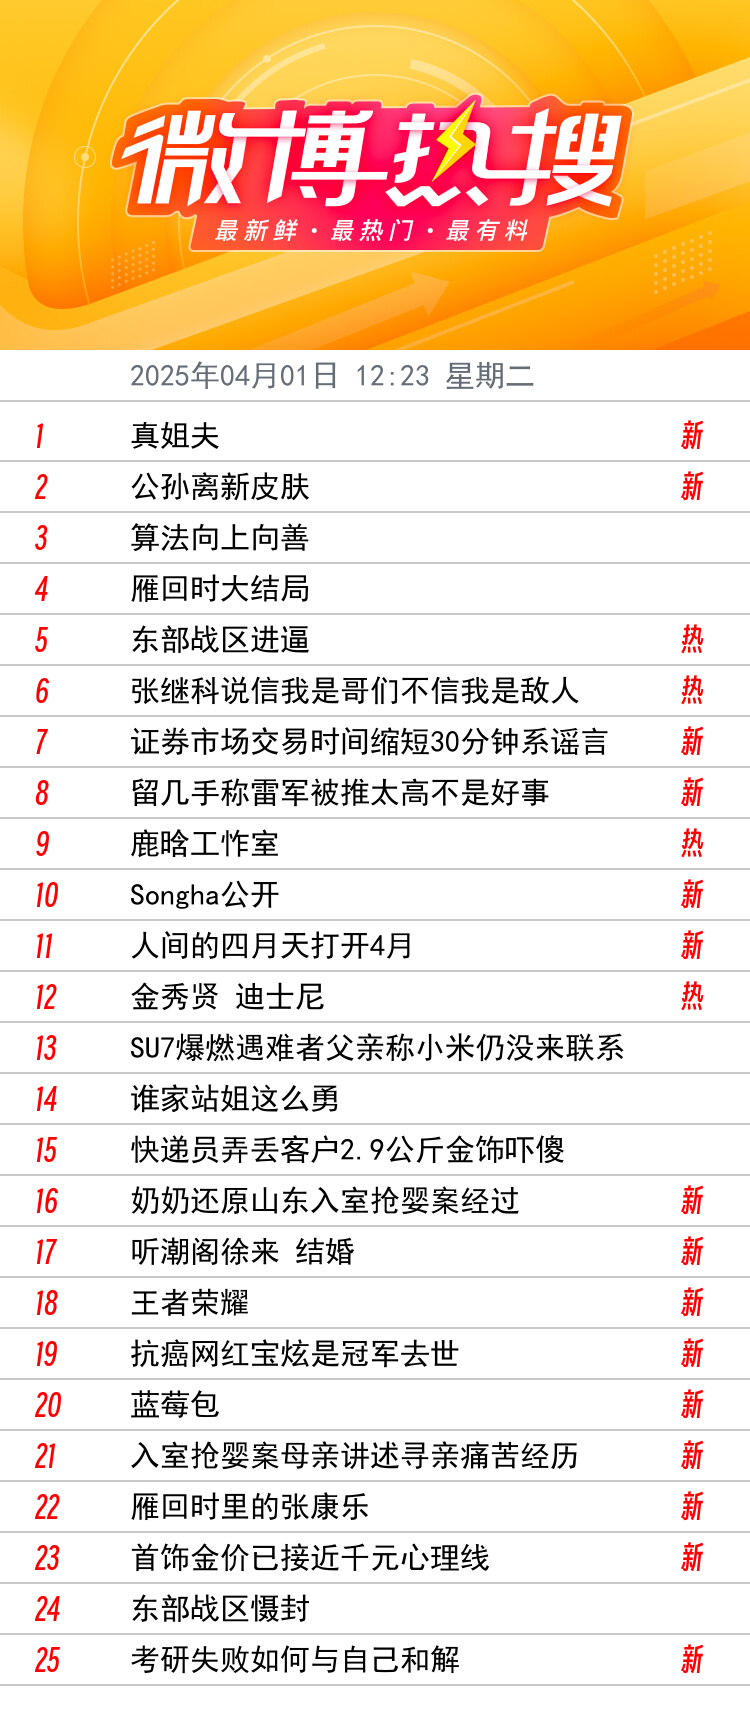 微博热搜
最新鲜·最热门·最有料
2025年04月01日 12:23 星期二
1 真姐夫 新
2 公孙离新皮肤 新
3 算法向上向善
4 雁回时大结局
5 东部战区进逼 热
6 张继科说信我是哥们不信我是敌人 热
7 证券市场交易时间缩短30分钟系谣言 新
8 留几手称雷军被推太高不是好事 新
9 鹿晗工怍室 热
10 Songha公开 新
11 人间的四月天打开4月 新
12 金秀贤 迪士尼 热
13 SU7爆燃遇难者父亲称小米仍没来联系
14 谁家站姐这么勇
15 快递员弄丢客户2.9公斤金饰吓傻
16 奶奶还原山东入室抢婴案经过 新
17 听潮阁徐来 结婚 新
18 王者荣耀 新
19 抗癌网红宝炫是冠军去世 新
20 蓝莓包 新
21 入室抢婴案母亲讲述寻亲痛苦经历 新
22 雁回时里的张康乐 新
23 首饰金价已接近千元心理线 新
24 东部战区慑封
25 考研失败如何与自己和解 新